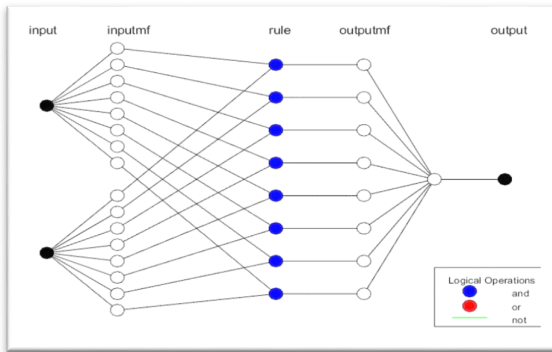 input inputmf rule outputmf output
Logical Operations
and
or
not